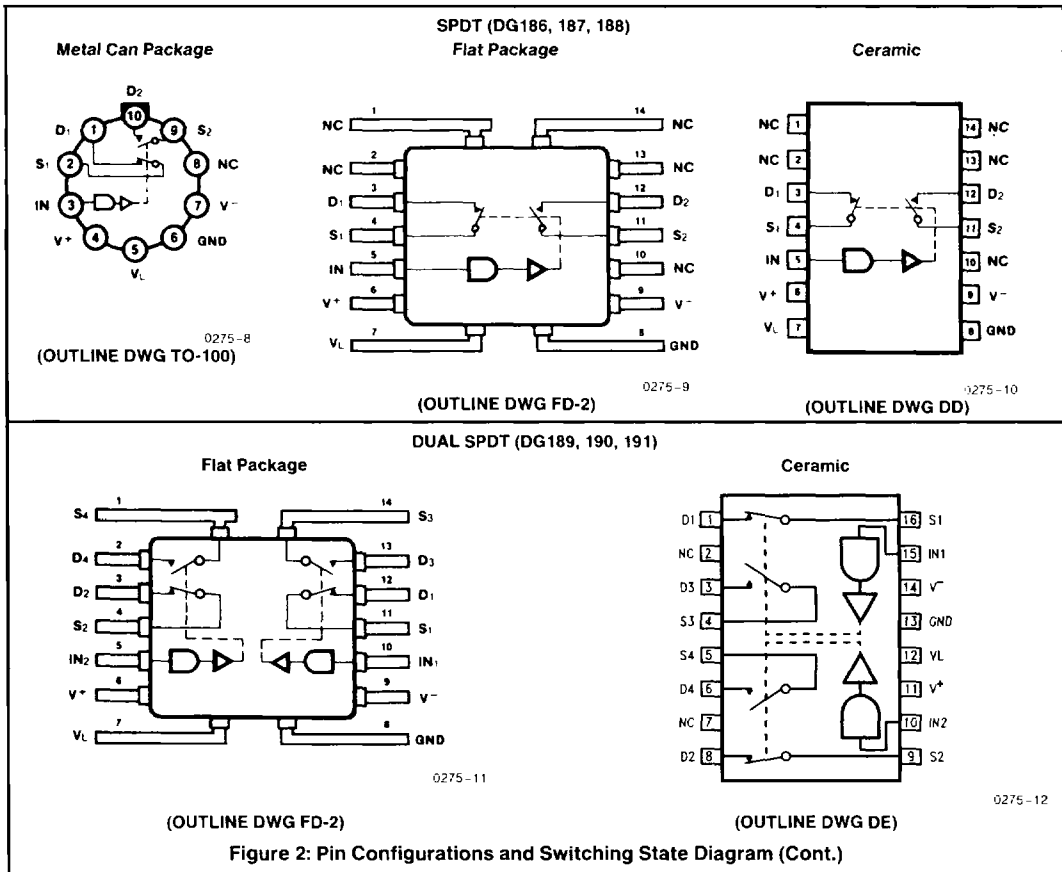 SPDT (DG186, 187, 188)
Metal Can Package
Flat Package
Ceramic
D2
10
D1
1
9
S2
S1
2
8
NC
IN
3
7
V-
V+
4
5
6
GND
VL
0275-8
(OUTLINE DWG TO-100)
1
NC
14
NC
2
NC
13
NC
3
D1
12
D2
4
S1
11
S2
5
IN
10
NC
6
V+
9
V-
7
VL
8
GND
0275-9
(OUTLINE DWG FD-2)
NC 1
14 NC
NC 2
13 NC
D1 3
12 D2
S1 4
11 S2
IN 5
10 NC
V+ 6
9 V-
VL 7
8 GND
0275-10
(OUTLINE DWG DD)
DUAL SPDT (DG189, 190, 191)
Flat Package
Ceramic
1
S4
14
S3
2
D4
13
D3
3
D2
12
D1
4
S2
11
S1
5
IN2
10
IN1
6
V+
9
V-
7
VL
8
GND
0275-11
(OUTLINE DWG FD-2)
D1 1
16 S1
NC 2
15 IN1
D3 3
14 V-
S3 4
13 GND
S4 5
12 VL
D4 6
11 V+
NC 7
10 IN2
D2 8
9 S2
0275-12
(OUTLINE DWG DE)
Figure 2: Pin Configurations and Switching State Diagram (Cont.)